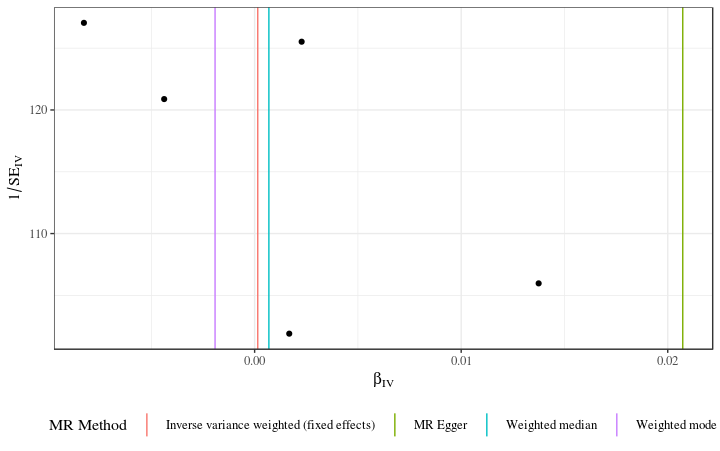 120
110
1/SE_IV
0.00
0.01
0.02
β_IV
MR Method
Inverse variance weighted (fixed effects)
MR Egger
Weighted median
Weighted mode